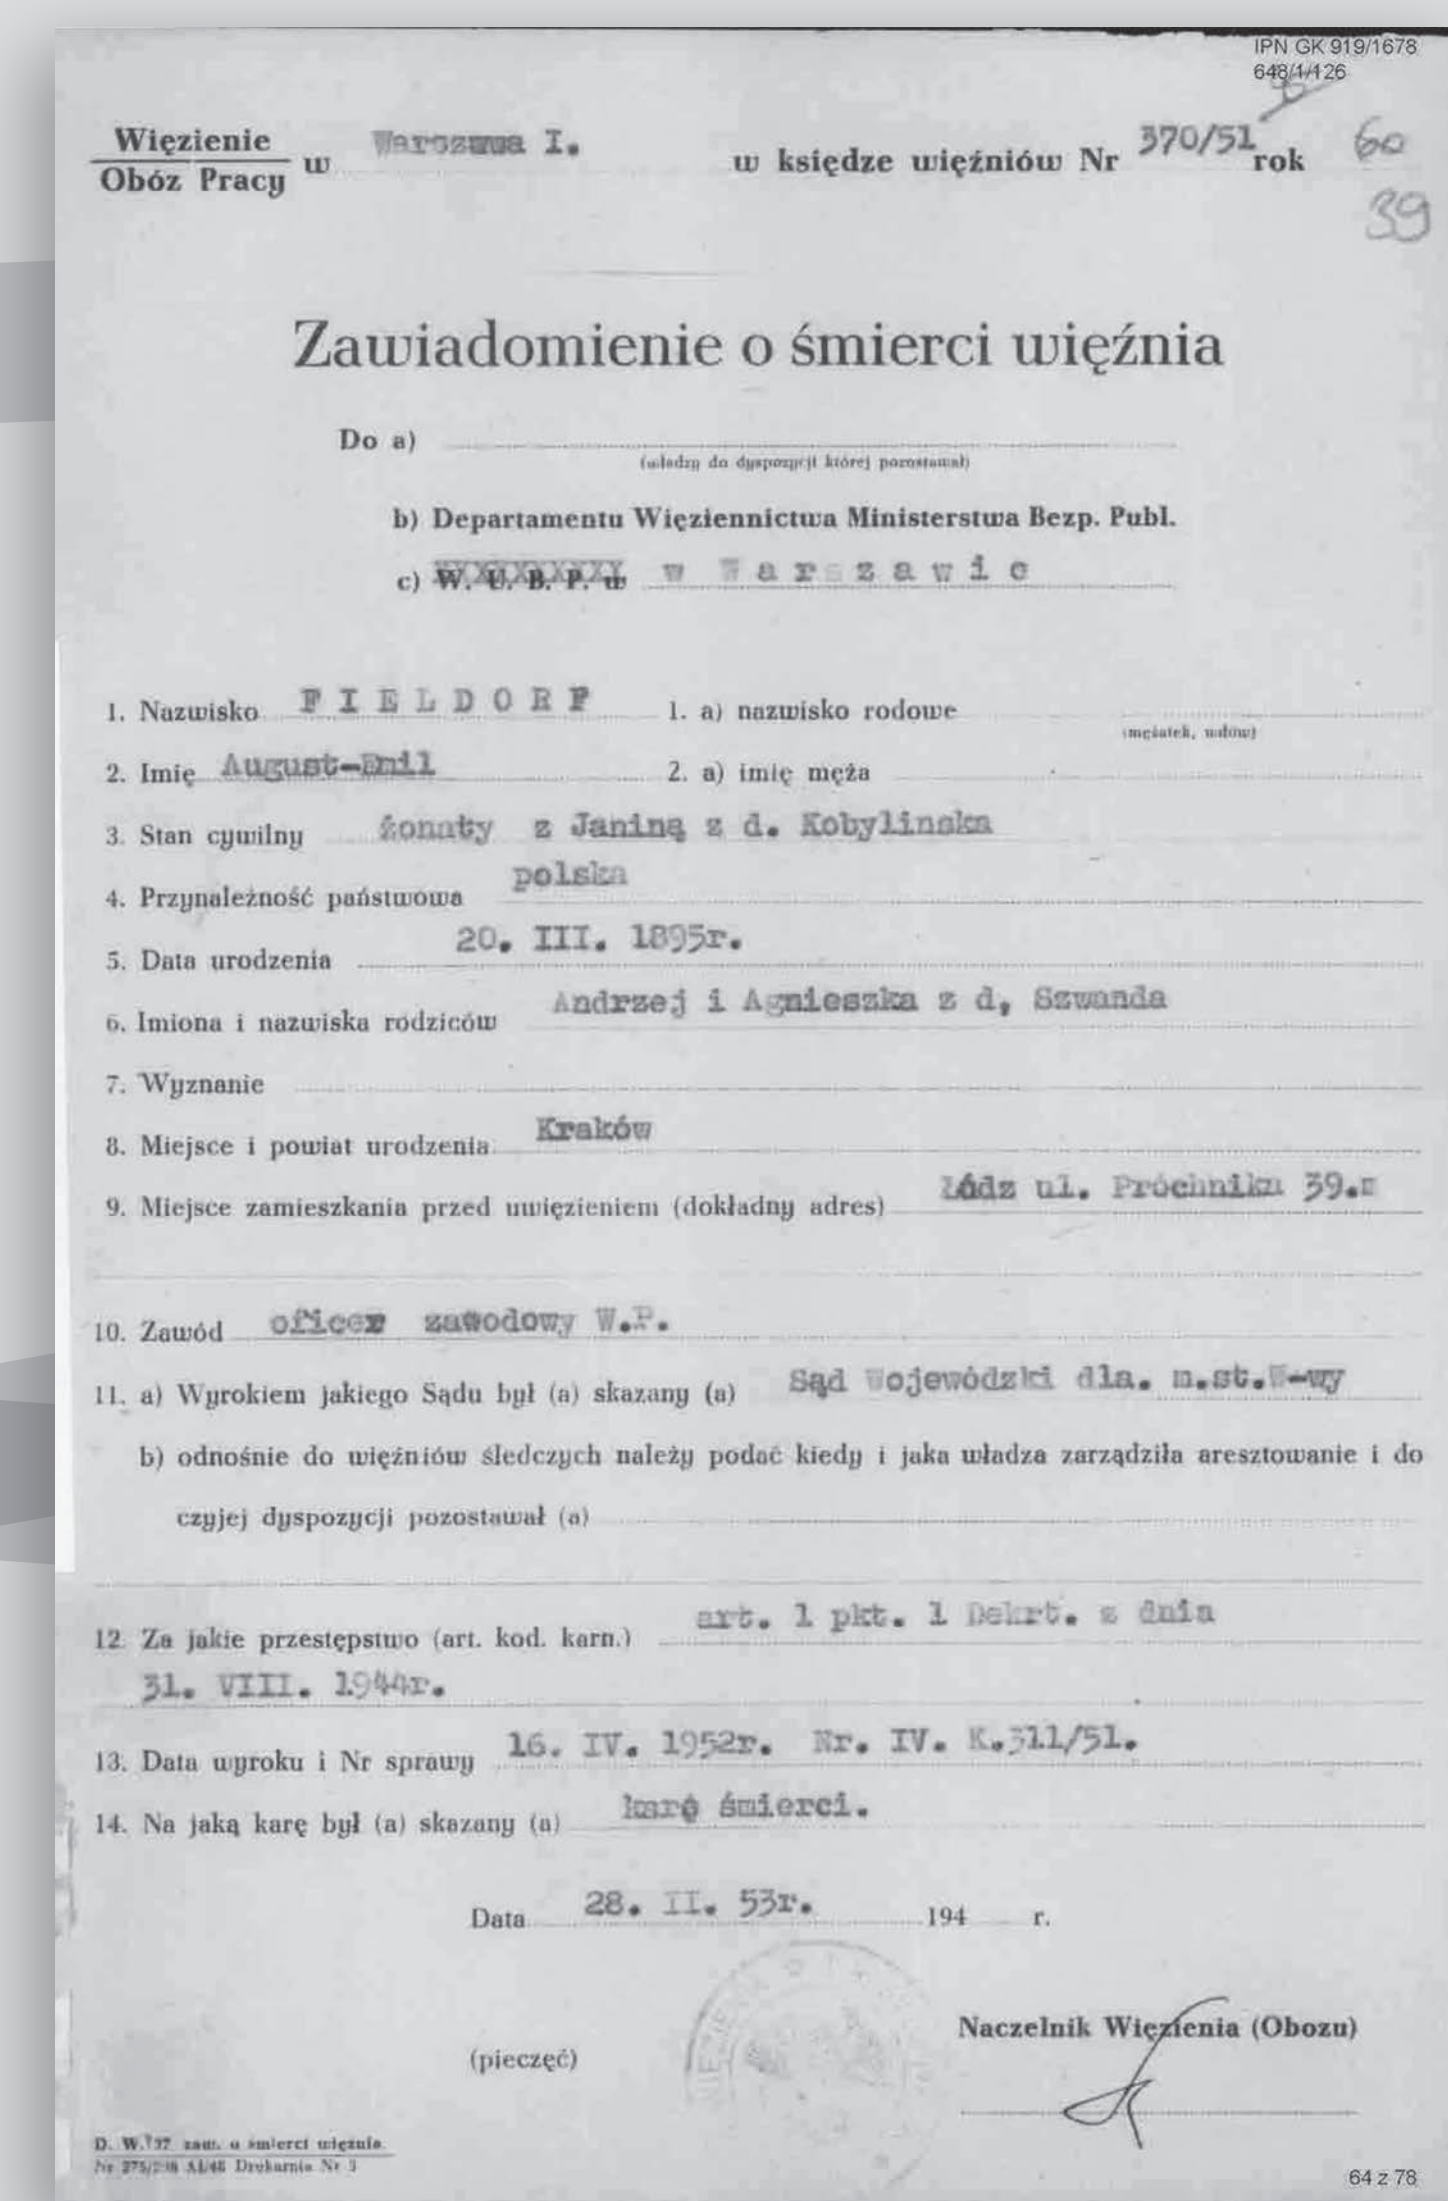 IPN GK 919/1678
648/1/126
Więzienie
Obóz Pracy
w Warszawa I. w księdze więźniów Nr 370/51 rok 60
39
Zawiadomienie o śmierci więźnia
Do a)
(władzy do dyspozycji której pozostawał)
b) Departamentu Więziennictwa Ministerstwa Bezp. Publ.
c) W. U. B. P. w w Warszawie
1. Nazwisko FIELDORF 1. a) nazwisko rodowe
(mężatek, wdów)
2. Imię August-Emil 2. a) imię męża
3. Stan cywilny żonaty z Janiną z d. Kobylinska
4. Przynależność państwowa polska
5. Data urodzenia 20. III. 1895r.
6. Imiona i nazwiska rodziców Andrzej i Agnieszka z d, Szwanda
7. Wyznanie
8. Miejsce i powiat urodzenia Kraków
9. Miejsce zamieszkania przed uwięzieniem (dokładny adres) Łódz ul. Próchnika 39.
10. Zawód oficer zawodowy W.P.
11. a) Wyrokiem jakiego Sądu był (a) skazany (a) Sąd Wojewódzki dla. m.st.W-wy
b) odnośnie do więźniów śledczych należy podać kiedy i jaka władza zarządziła aresztowanie i do
czyjej dyspozycji pozostawał (a)
12. Za jakie przestępstwo (art. kod. karn.) art. 1 pkt. 1 Dekrt. z dnia
31. VIII. 1944r.
13. Data wyroku i Nr sprawy 16. IV. 1952r. Nr. IV. K.311/51.
14. Na jaką karę był (a) skazany (a) karę śmierci.
Data 28. II. 53r. 194 r.
Naczelnik Więzienia (Obozu)
(pieczęć)
D. W. 37 zaw. o śmierci więźnia
Drukarnia Nr 3
64 z 78